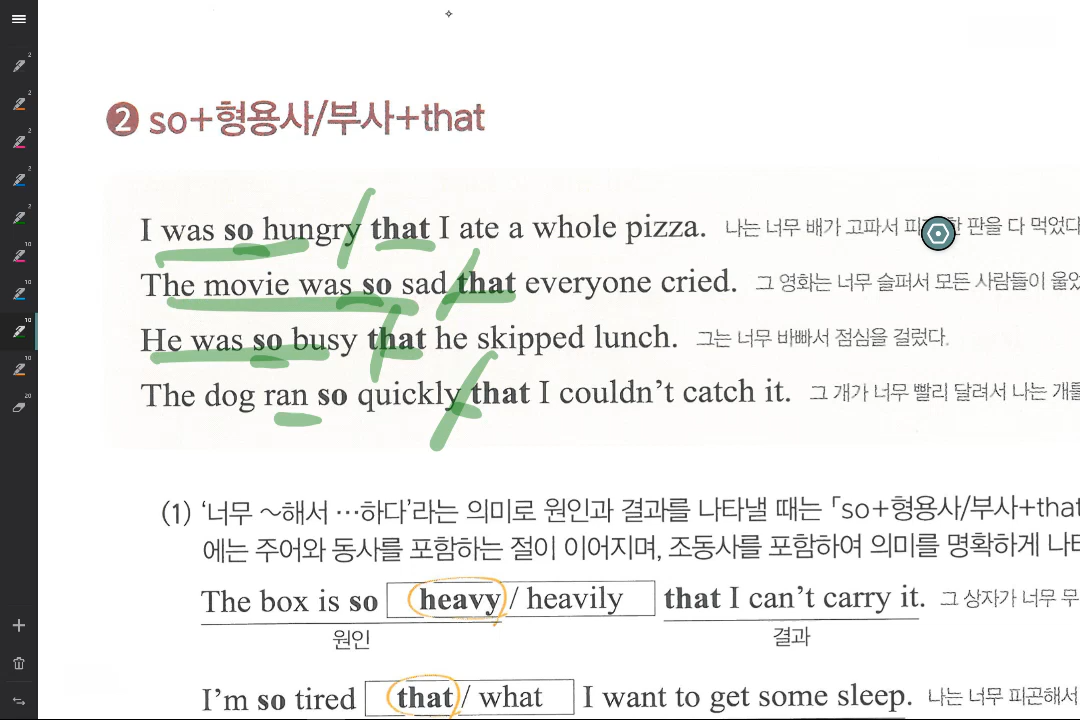 2 so+형용사/부사+that
I was so hungry that I ate a whole pizza. 나는 너무 배가 고파서 한 판을 다 먹었다
The movie was so sad that everyone cried. 그 영화는 너무 슬퍼서 모든 사람들이 울었
He was so busy that he skipped lunch. 그는 너무 바빠서 점심을 걸렀다.
The dog ran so quickly that I couldn't catch it. 그 개가 너무 빨리 달려서 나는 개를
(1) '너무 ~해서 …하다'라는 의미로 원인과 결과를 나타낼 때는 「so+형용사/부사+that
에는 주어와 동사를 포함하는 절이 이어지며, 조동사를 포함하여 의미를 명확하게 나타
The box is so heavy / heavily that I can't carry it. 그 상자가 너무 무
원인 결과
I'm so tired that / what I want to get some sleep. 나는 너무 피곤해서